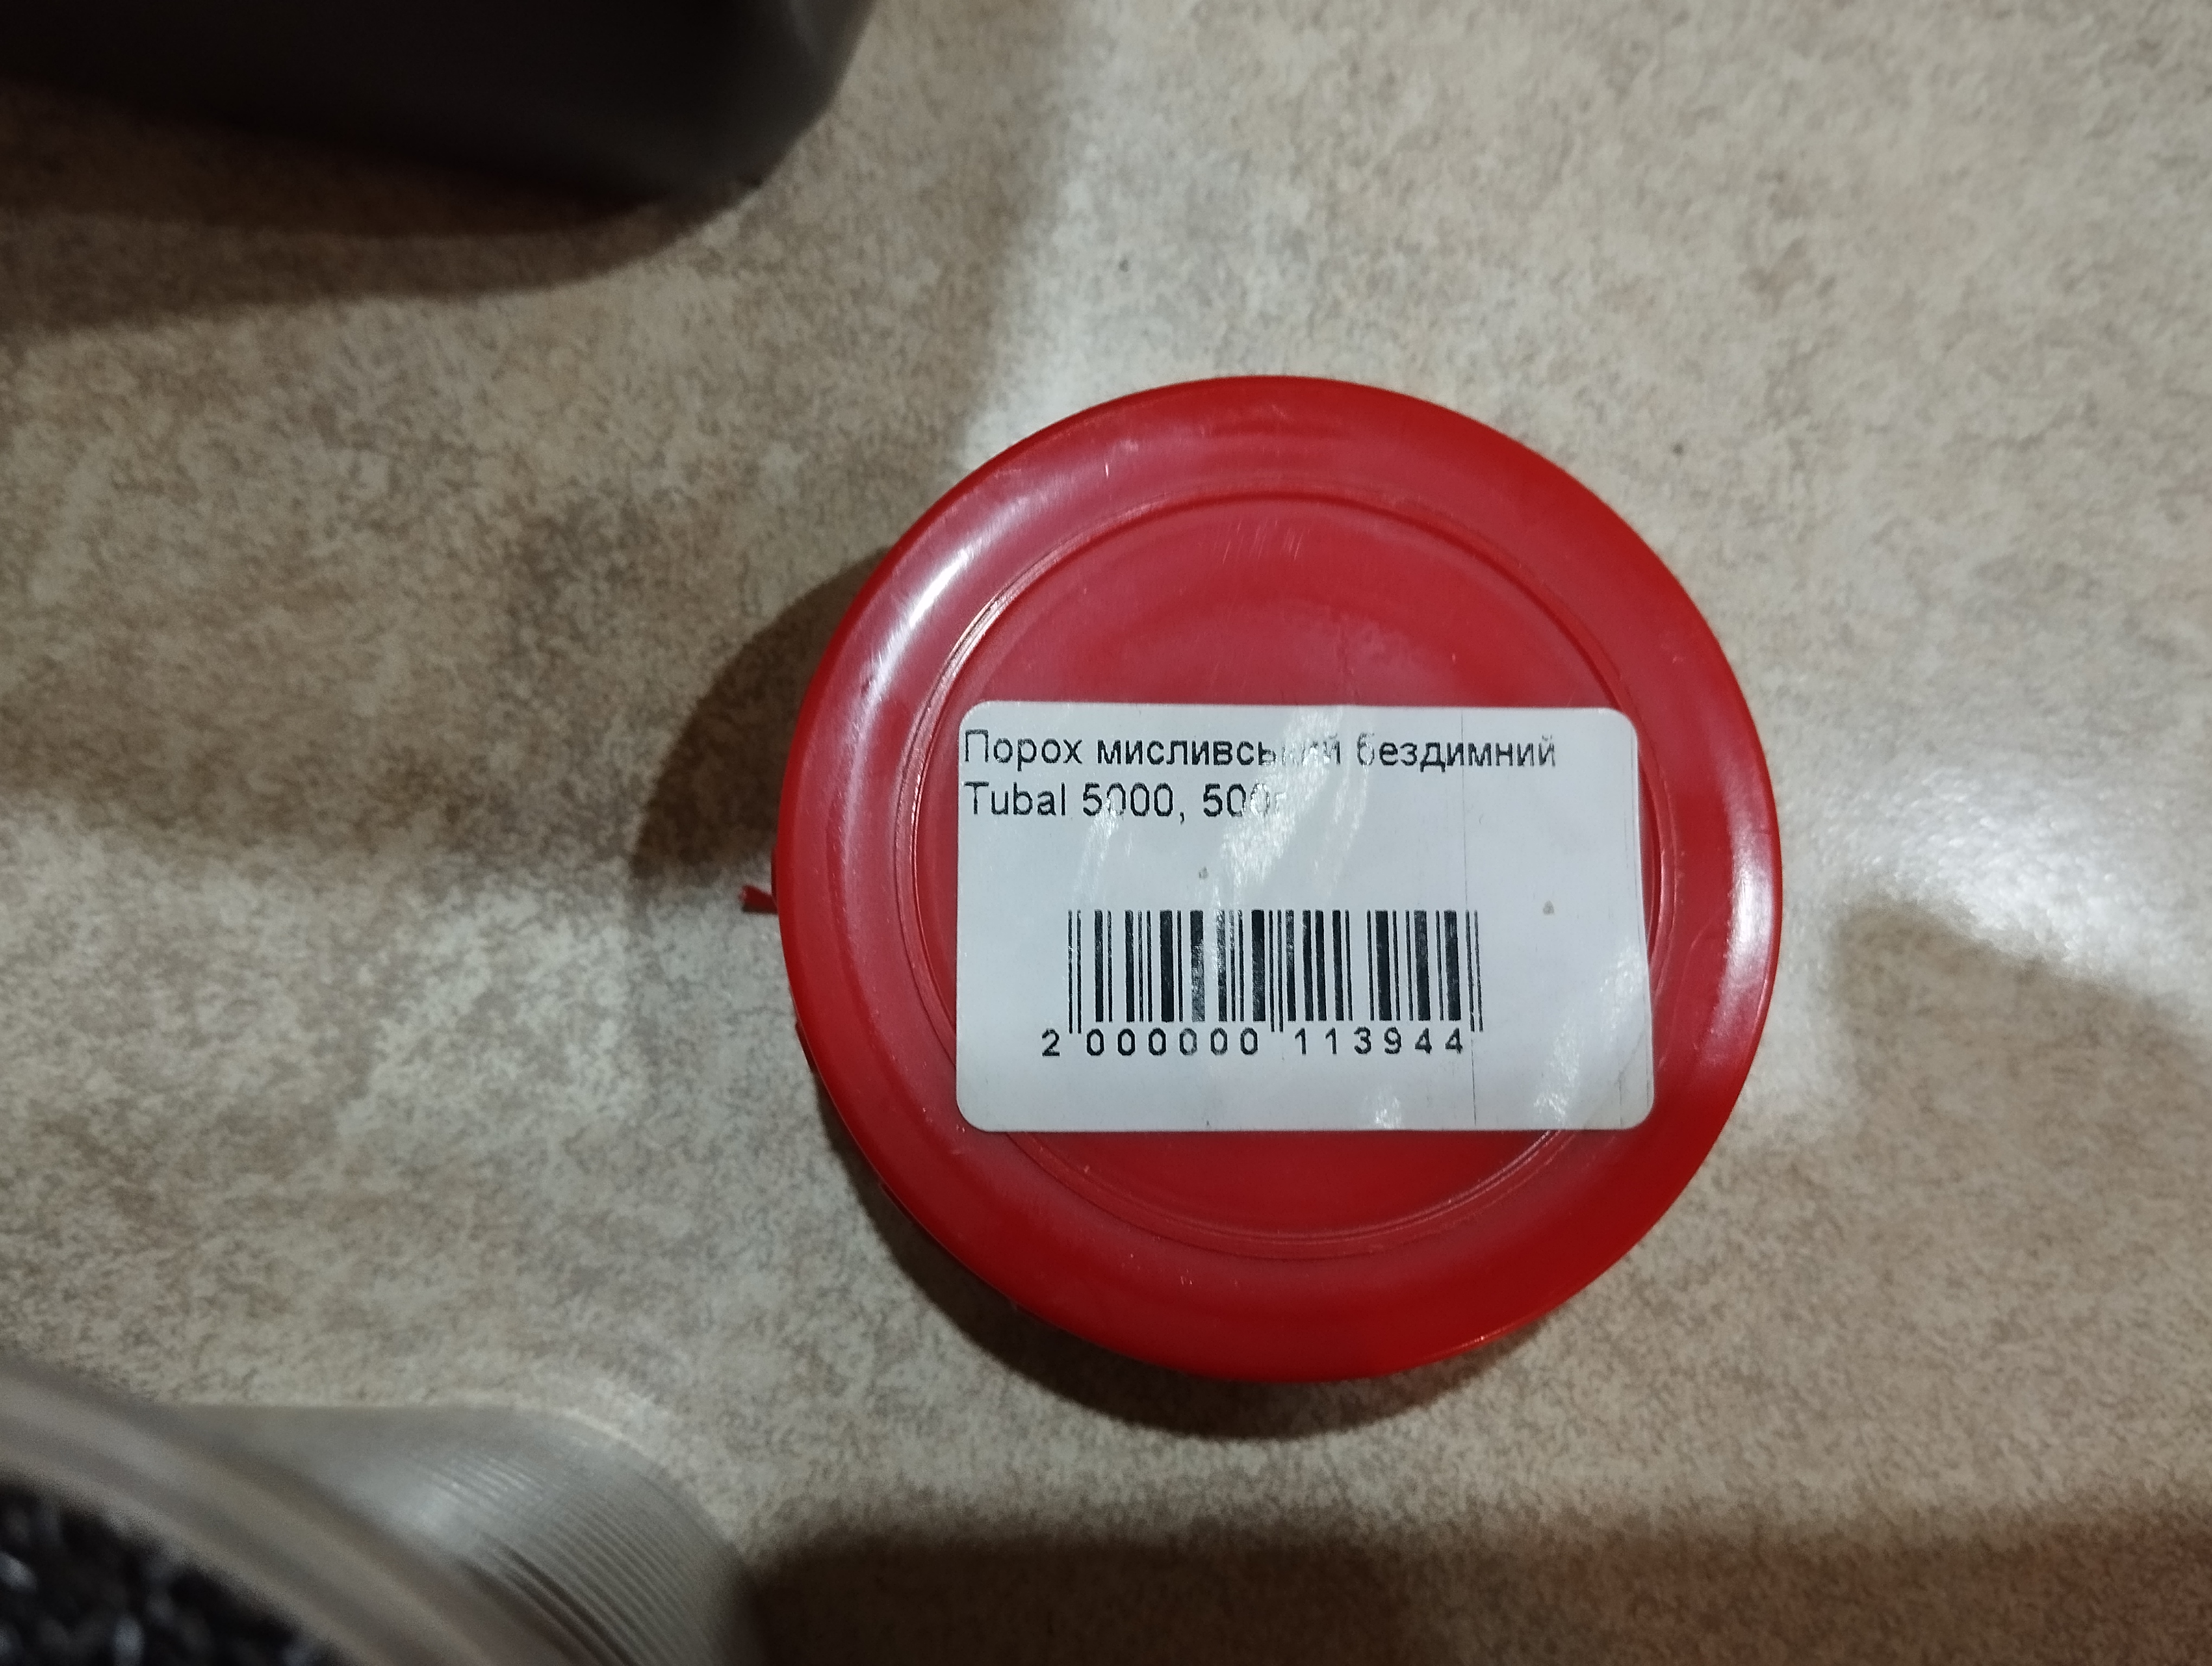 Порох мисливський бездимний
Tubal 5000, 500г
2 000000 113944